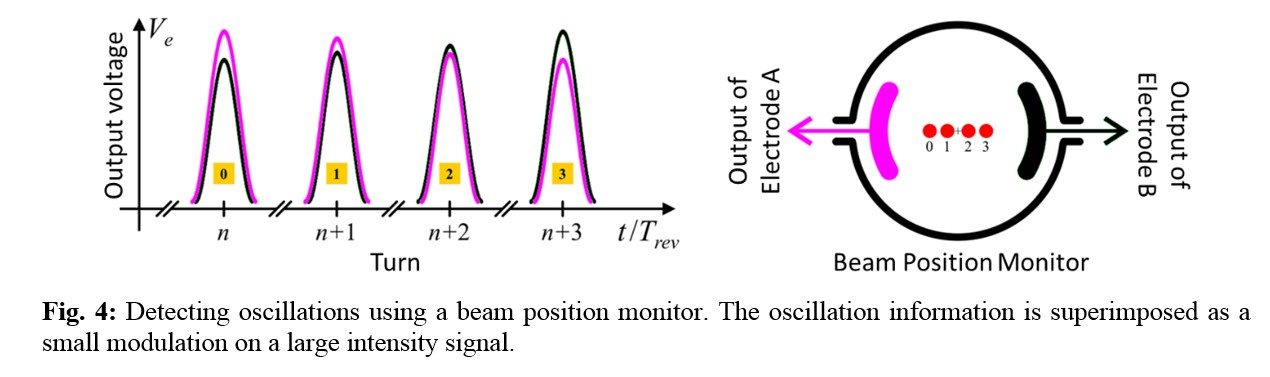 Output voltage
Vₑ
0
1
2
3
n
n+1
n+2
n+3
t/Tᵣₑᵥ
Turn
Output of
Electrode A
0 1 2 3
Output of
Electrode B
Beam Position Monitor
Fig. 4: Detecting oscillations using a beam position monitor. The oscillation information is superimposed as a
small modulation on a large intensity signal.